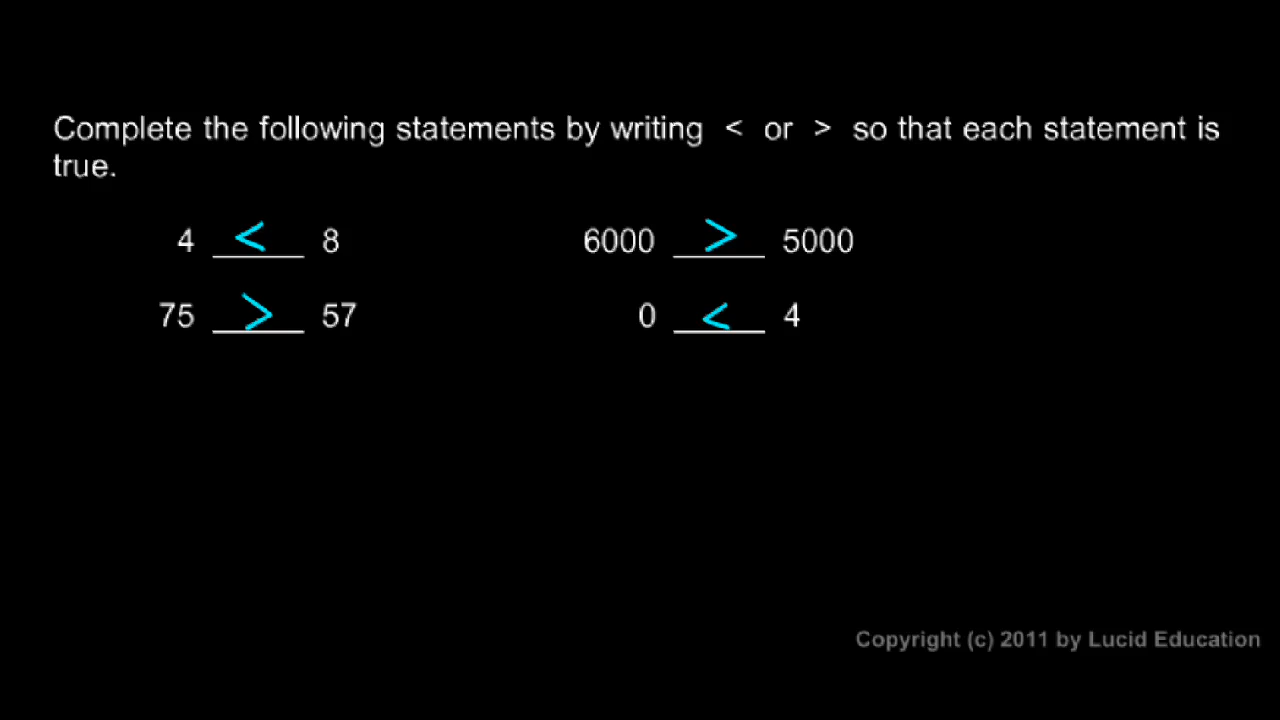 Complete the following statements by writing < or > so that each statement is
true.
4 < 8 6000 > 5000
75 > 57 0 < 4
Copyright (c) 2011 by Lucid Education